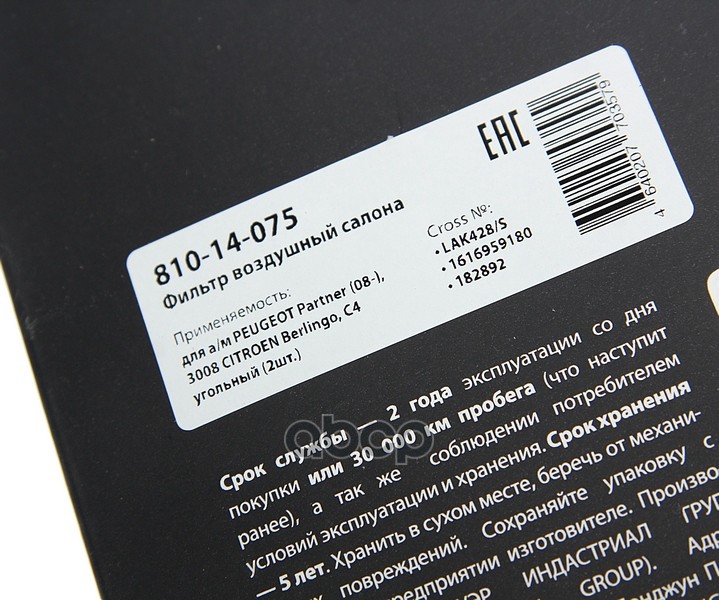 810-14-075
Фильтр воздушный салона
Применяемость:
для а/м PEUGEOT Partner (08-),
3008 CITROEN Berlingo, C4
угольный (2шт.)
Cross №:
•LAK428/S
•1616959180
•182892
EAC
4 640207 703579
Срок службы — 2 года эксплуатации со дня
покупки или 30 000 км пробега (что наступит
ранее), а так же соблюдении потребителем
условий эксплуатации и хранения. Срок хранения
— 5 лет. Хранить в сухом месте, беречь от механи-
повреждений. Сохраняйте упаковку с
предприятии изготовителе.
ИНДАСТРИАЛ
GROUP).